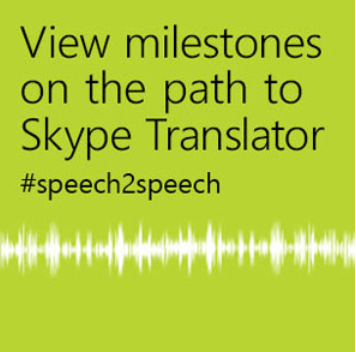 View milestones
on the path to
Skype Translator
#speech2speech